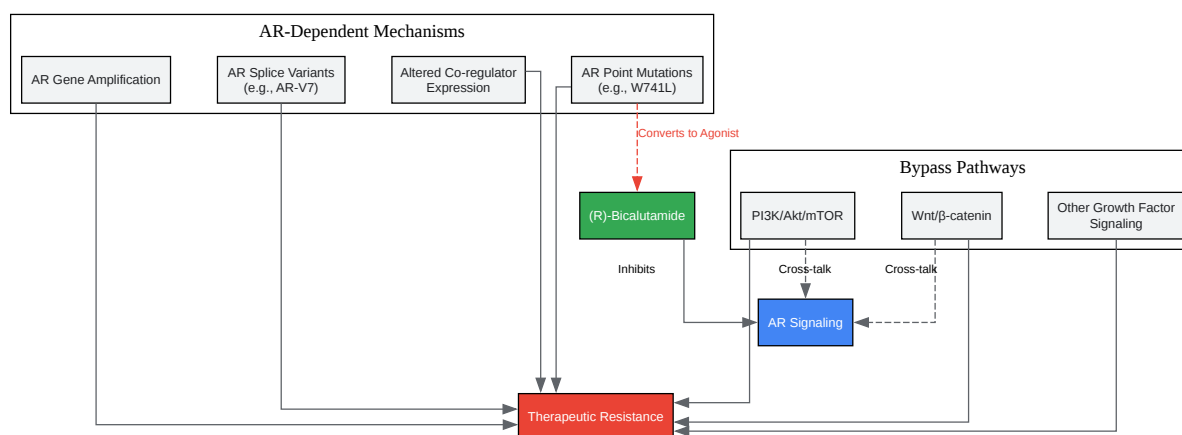 AR-Dependent Mechanisms
AR Gene Amplification
AR Splice Variants
(e.g., AR-V7)
Altered Co-regulator
Expression
AR Point Mutations
(e.g., W741L)
Converts to Agonist
Bypass Pathways
(R)-Bicalutamide
PI3K/Akt/mTOR
Wnt/β-catenin
Other Growth Factor
Signaling
Inhibits
Cross-talk
Cross-talk
AR Signaling
Therapeutic Resistance